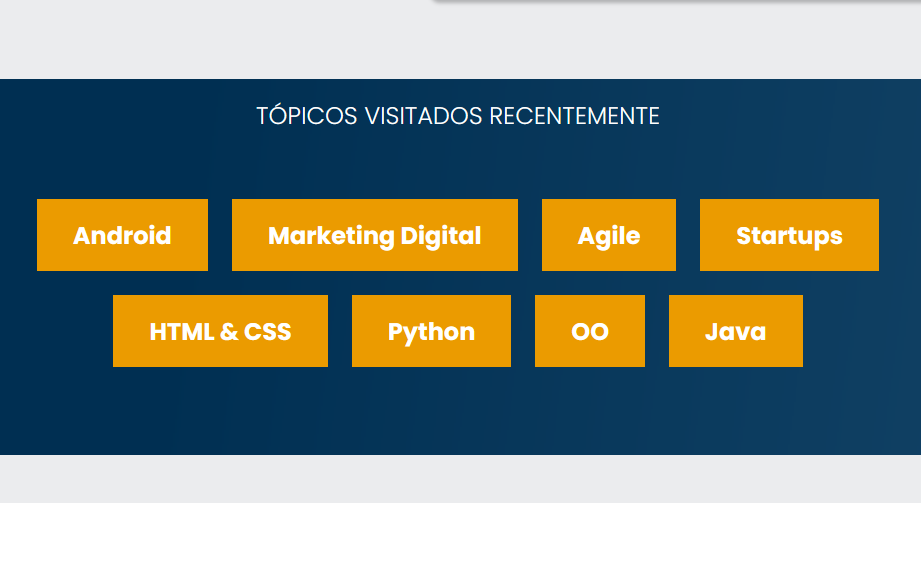 TÓPICOS VISITADOS RECENTEMENTE
Android Marketing Digital Agile Startups
HTML & CSS Python OO Java